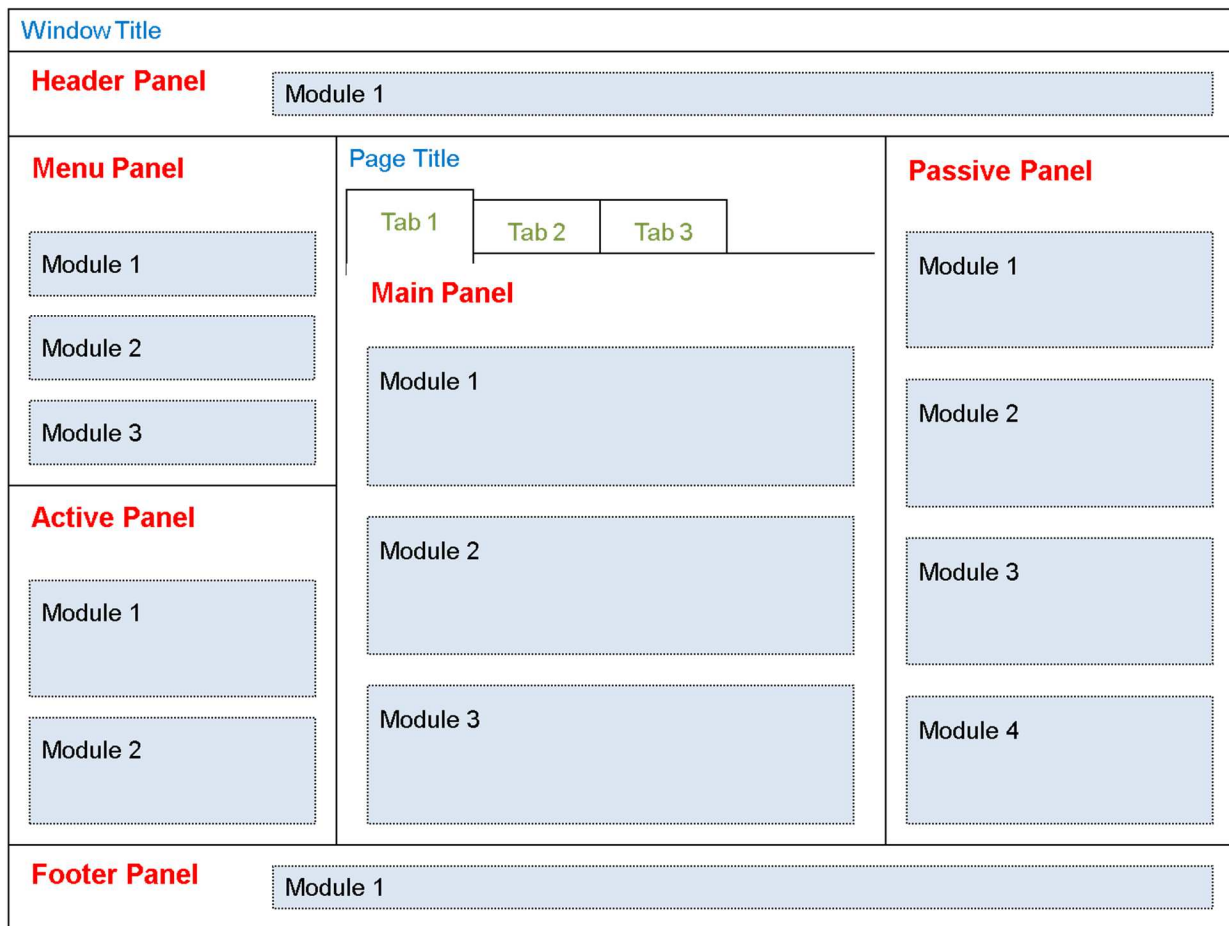 Window Title
Header Panel
Module 1
Menu Panel
Module 1
Module 2
Module 3
Active Panel
Module 1
Module 2
Page Title
Tab 1
Tab 2
Tab 3
Main Panel
Module 1
Module 2
Module 3
Passive Panel
Module 1
Module 2
Module 3
Module 4
Footer Panel
Module 1